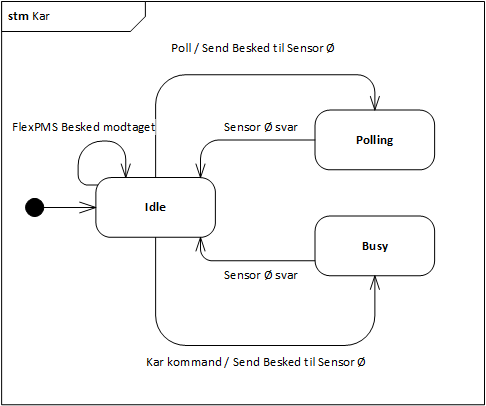 stm Kar
Poll / Send Besked til Sensor Ø
FlexPMS Besked modtaget
Sensor Ø svar
Polling
Idle
Busy
Sensor Ø svar
Kar kommand / Send Besked til Sensor Ø